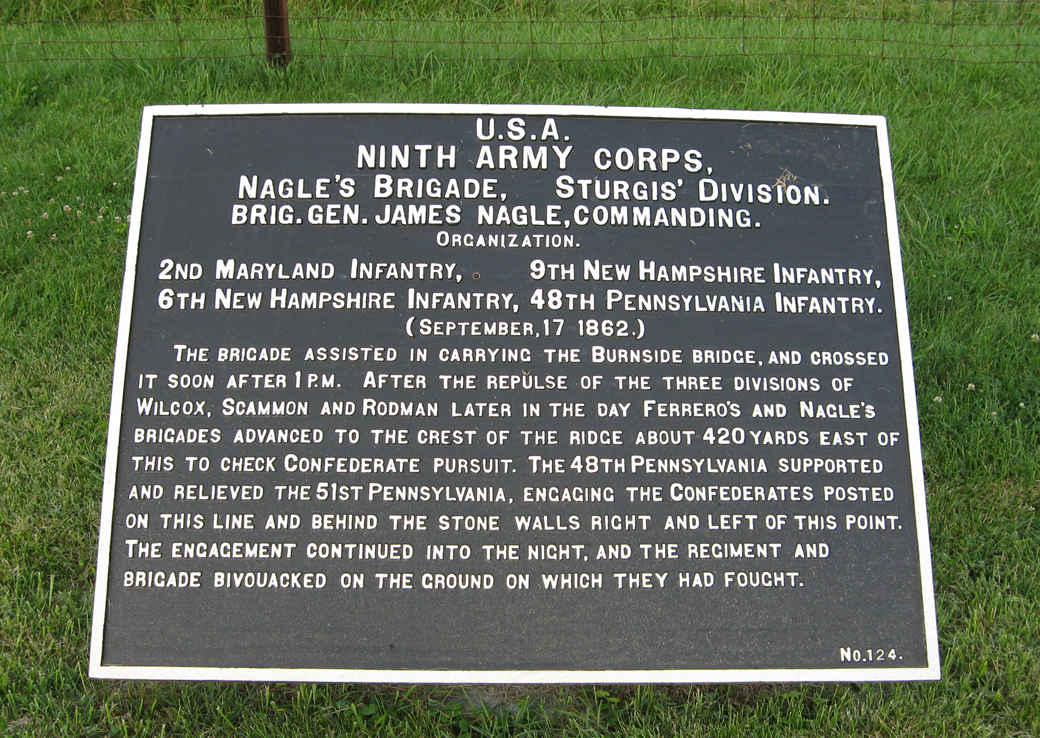 U.S.A.
NINTH ARMY CORPS,
NAGLE'S BRIGADE, STURGIS' DIVISION.
BRIG. GEN. JAMES NAGLE, COMMANDING.
ORGANIZATION.
2ND MARYLAND INFANTRY, 9TH NEW HAMPSHIRE INFANTRY,
6TH NEW HAMPSHIRE INFANTRY, 48TH PENNSYLVANIA INFANTRY.
(SEPTEMBER, 17 1862.)
THE BRIGADE ASSISTED IN CARRYING THE BURNSIDE BRIDGE, AND CROSSED
IT SOON AFTER 1 P.M. AFTER THE REPULSE OF THE THREE DIVISIONS OF
WILCOX, SCAMMON AND RODMAN LATER IN THE DAY FERRERO'S AND NAGLE'S
BRIGADES ADVANCED TO THE CREST OF THE RIDGE ABOUT 420 YARDS EAST OF
THIS TO CHECK CONFEDERATE PURSUIT. THE 48TH PENNSYLVANIA SUPPORTED
AND RELIEVED THE 51ST PENNSYLVANIA, ENGAGING THE CONFEDERATES POSTED
ON THIS LINE AND BEHIND THE STONE WALLS RIGHT AND LEFT OF THIS POINT.
THE ENGAGEMENT CONTINUED INTO THE NIGHT, AND THE REGIMENT AND
BRIGADE BIVOUACKED ON THE GROUND ON WHICH THEY HAD FOUGHT.
NO. 124.